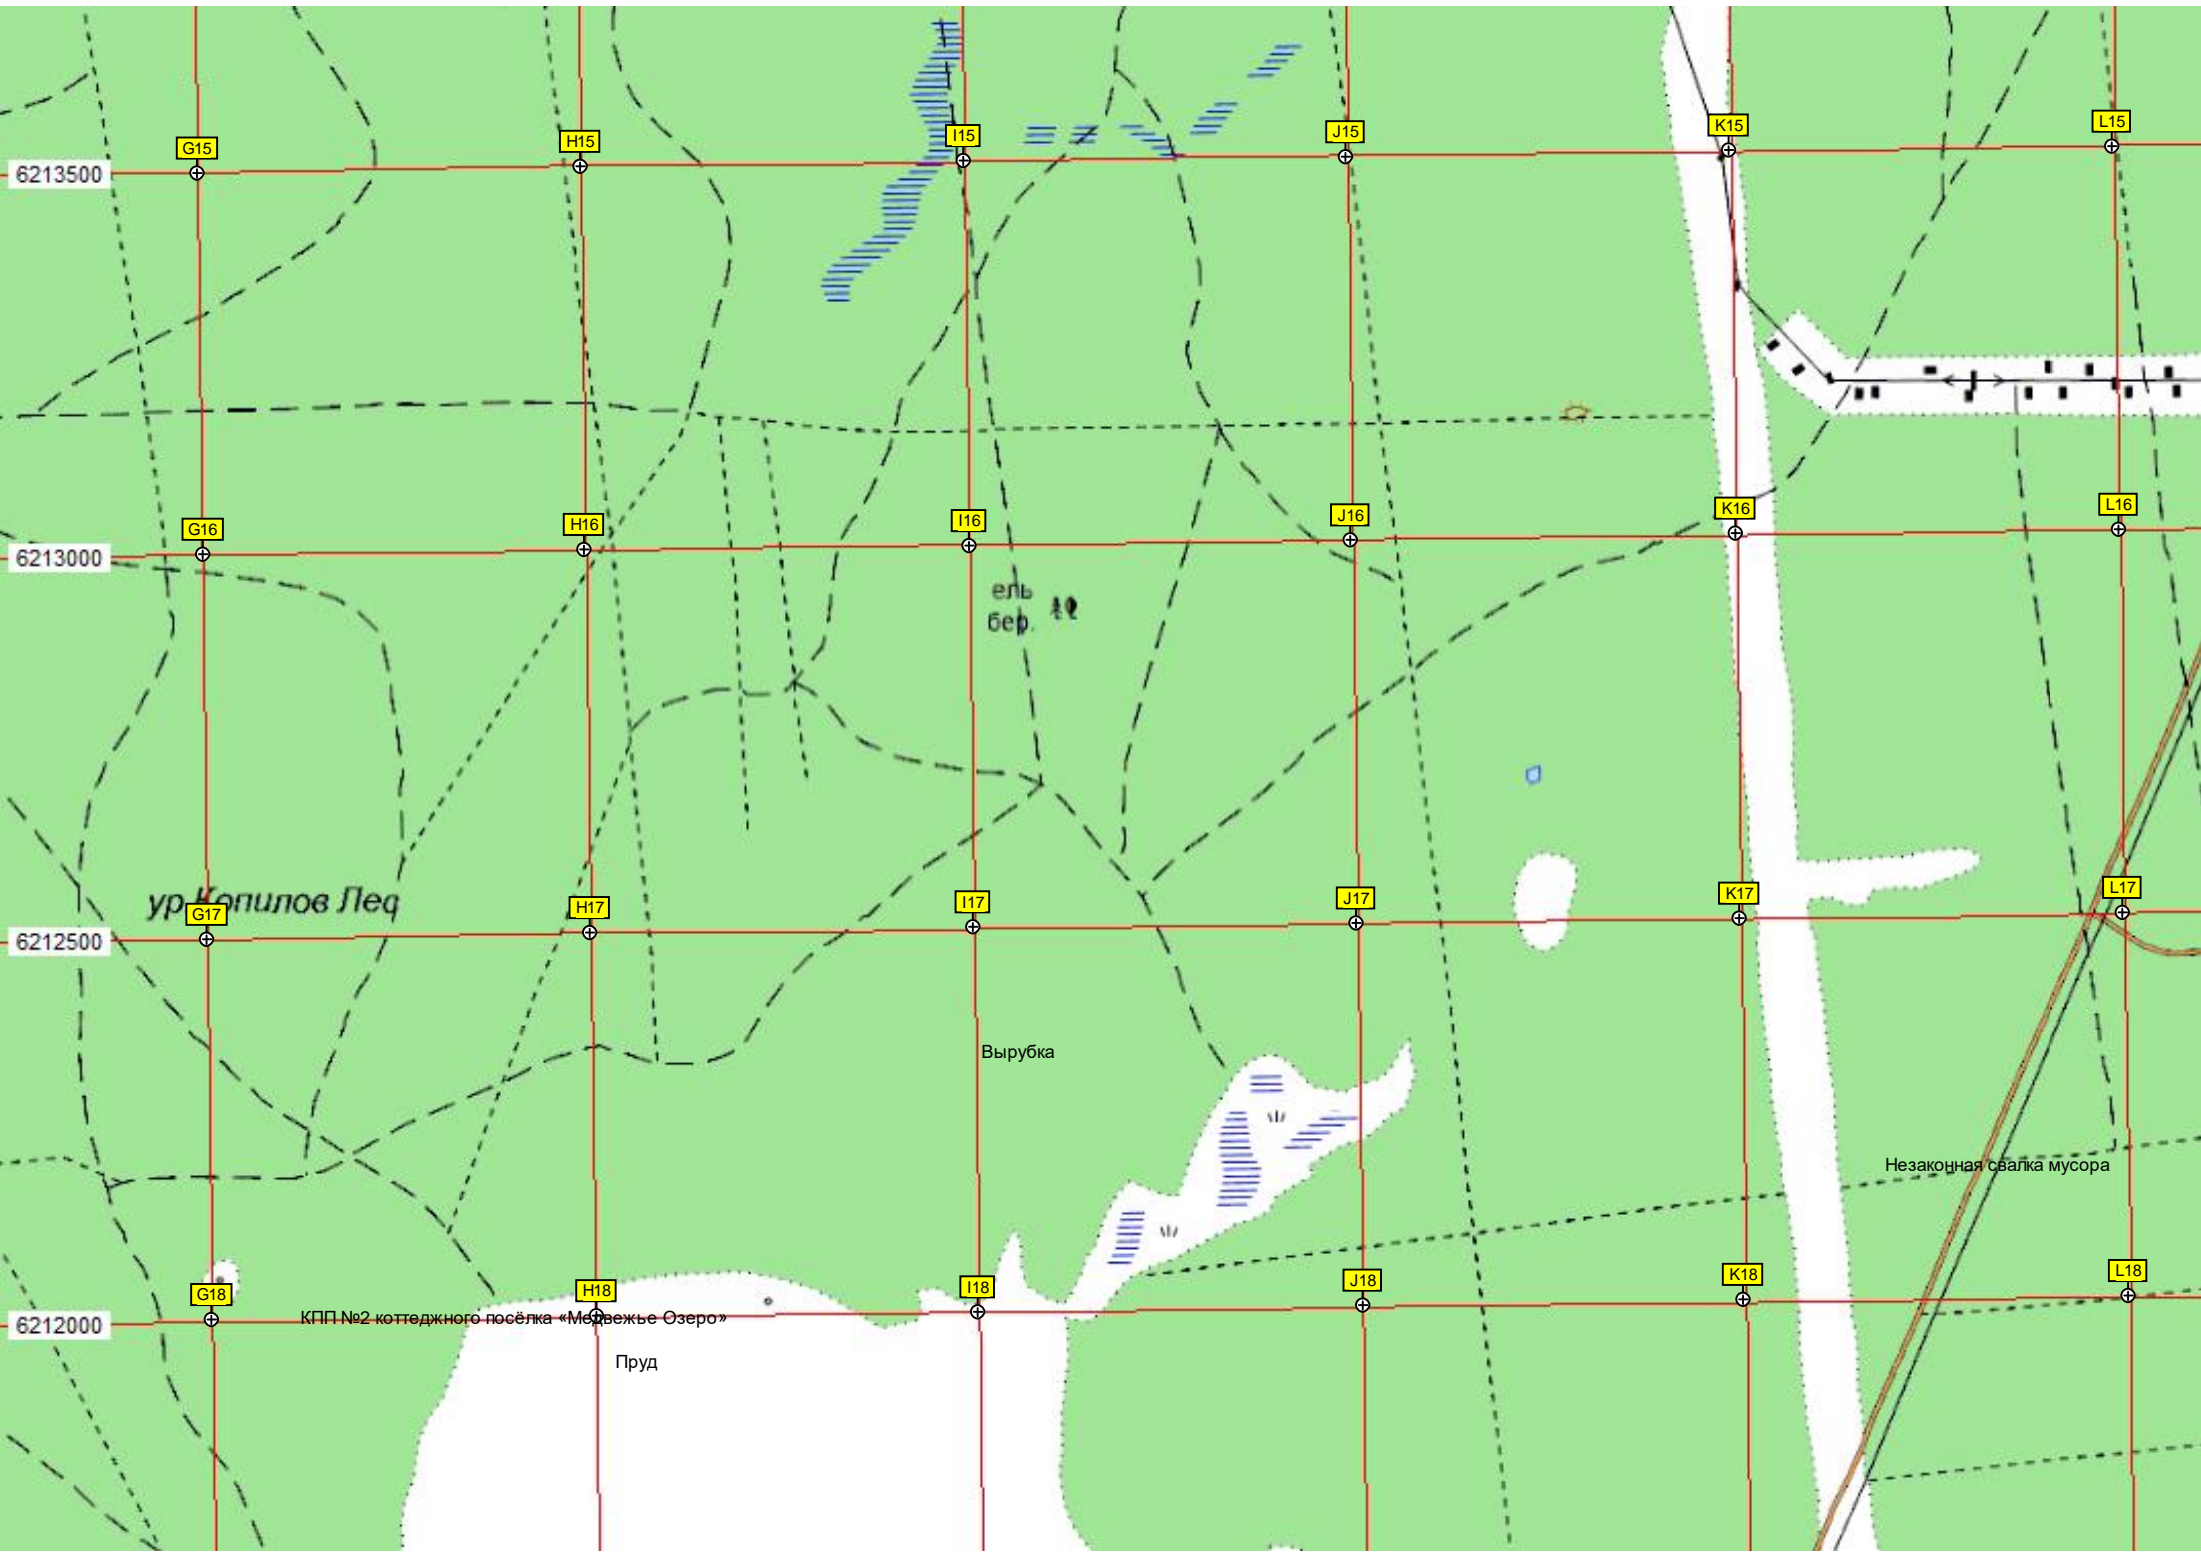 G15 H15 I15 J15 K15 L15
6213500
G16 H16 I16 J16 K16 L16
6213000
ель
бер.
ур Копилов Лес
G17 H17 I17 J17 K17 L17
6212500
Вырубка
Незаконная свалка мусора
G18 H18 I18 J18 K18 L18
6212000
КПП №2 коттеджного посёлка «Медвежье Озеро»
Пруд